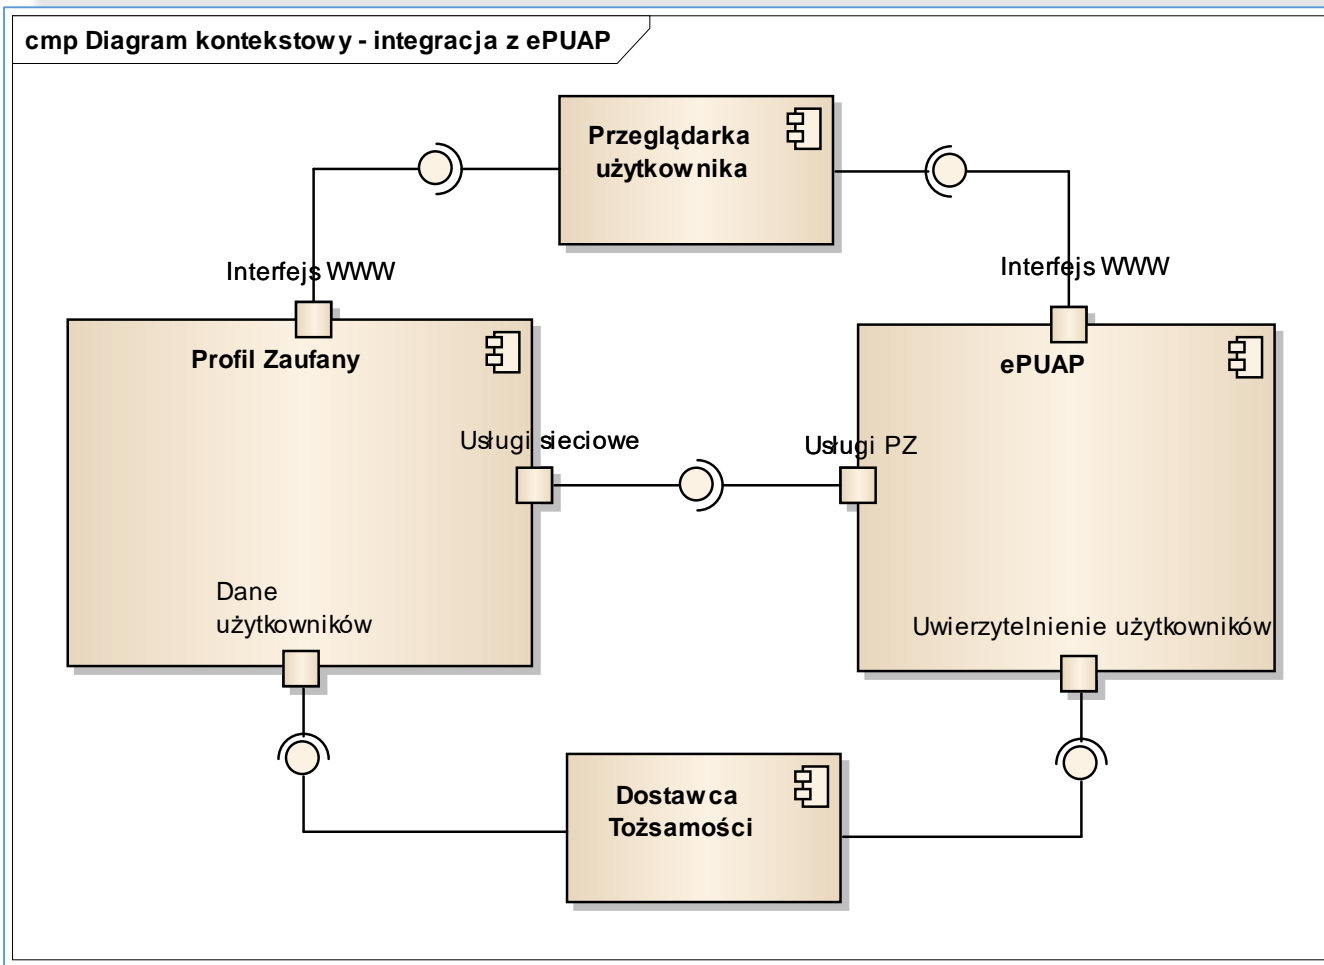 cmp Diagram kontekstowy - integracja z ePUAP
Przeglądarka
użytkownika
Interfejs WWW
Interfejs WWW
Profil Zaufany
ePUAP
Usługi sieciowe
Usługi PZ
Dane
użytkowników
Uwierzytelnienie użytkowników
Dostawca
Tożsamości